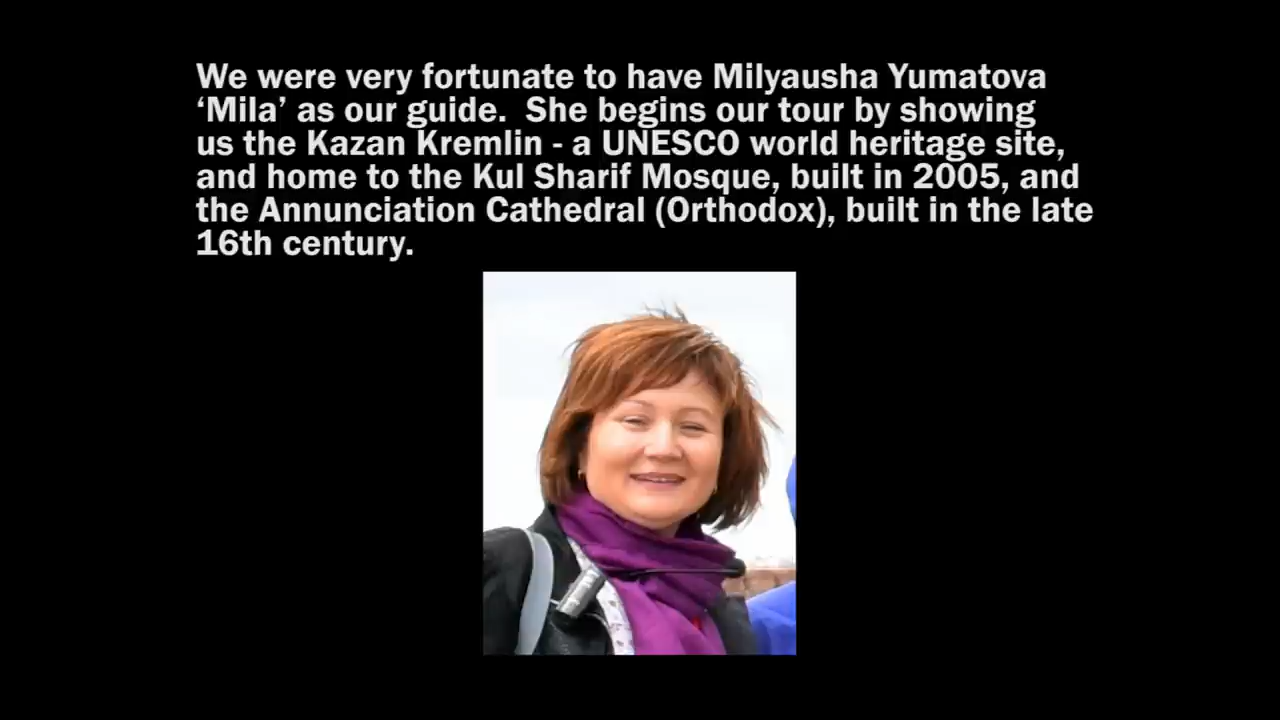 We were very fortunate to have Milyausha Yumatova
‘Mila’ as our guide.  She begins our tour by showing
us the Kazan Kremlin - a UNESCO world heritage site,
and home to the Kul Sharif Mosque, built in 2005, and
the Annunciation Cathedral (Orthodox), built in the late
16th century.